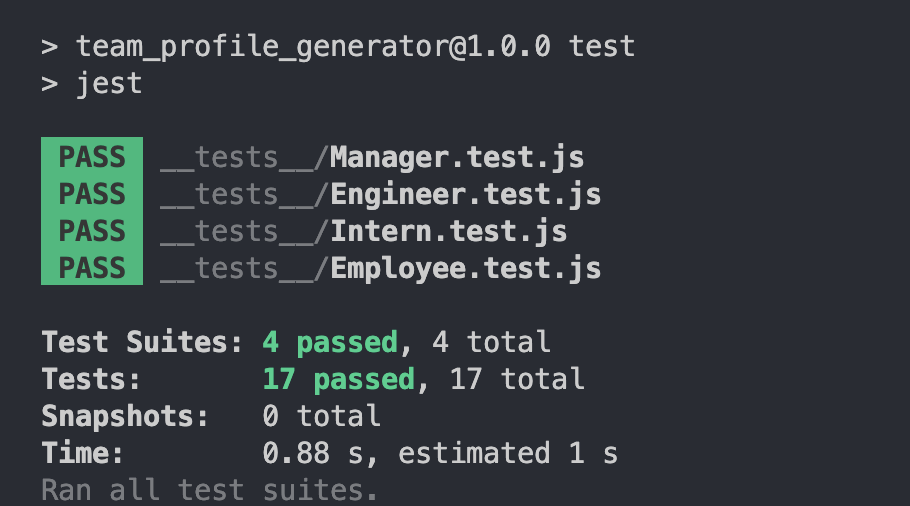 > team_profile_generator@1.0.0 test
> jest
PASS __tests__/Manager.test.js
PASS __tests__/Engineer.test.js
PASS __tests__/Intern.test.js
PASS __tests__/Employee.test.js
Test Suites: 4 passed, 4 total
Tests: 17 passed, 17 total
Snapshots: 0 total
Time: 0.88 s, estimated 1 s
Ran all test suites.